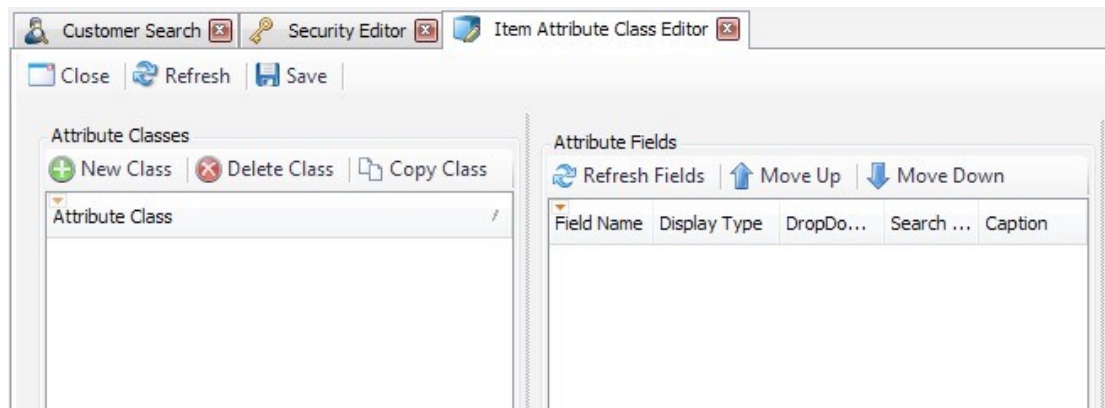 Customer Search Security Editor Item Attribute Class Editor
Close Refresh Save
Attribute Classes
New Class Delete Class Copy Class
Attribute Class
Attribute Fields
Refresh Fields Move Up Move Down
Field Name Display Type DropDo... Search ... Caption